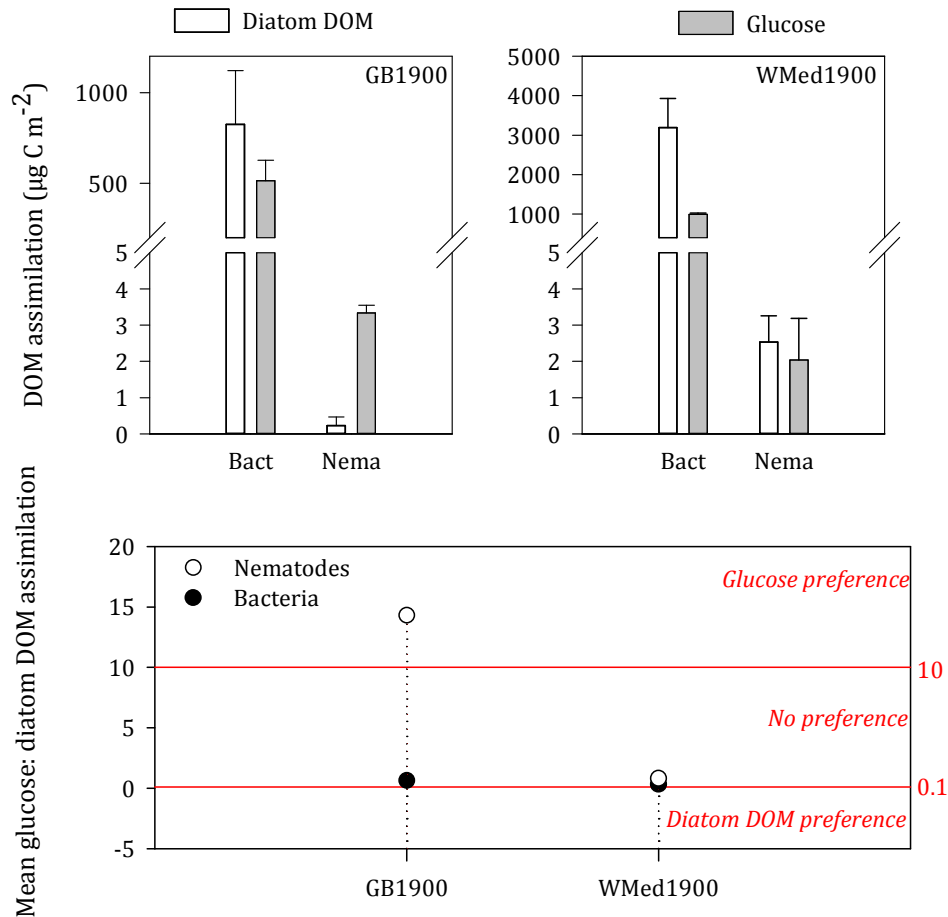 Diatom DOM
Glucose
DOM assimilation (µg C m⁻²)
GB1900
1000
500
5
4
3
2
1
0
Bact Nema
WMed1900
5000
4000
3000
2000
1000
5
4
3
2
1
0
Bact Nema
Mean glucose: diatom DOM assimilation
20
15
10
5
0
-5
Nematodes
Bacteria
Glucose preference
10
No preference
0.1
Diatom DOM preference
GB1900 WMed1900